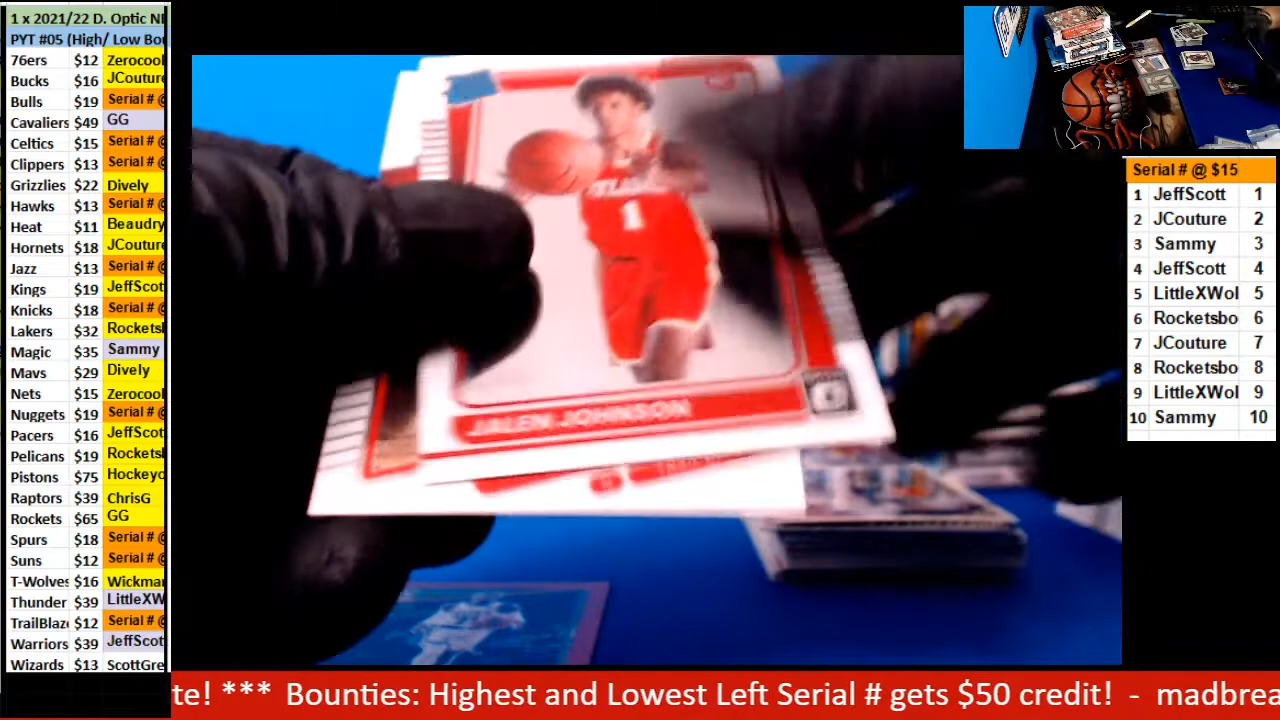 1 x 2021/22 D. Optic
PYT #05 (High/ Low
76ers $12 Zerocool
Bucks $16 JCouture
Bulls $19 Serial # @
Cavaliers $49 GG
Celtics $15 Serial # @
Clippers $13 Serial # @
Grizzlies $22 Dively
Hawks $13 Serial # @
Heat $11 Beaudry
Hornets $18 JCouture
Jazz $13 Serial # @
Kings $19 JeffScot
Knicks $18 Serial # @
Lakers $32 Rockets
Magic $35 Sammy
Mavs $29 Dively
Nets $15 Zerocool
Nuggets $19 Serial # @
Pacers $16 JeffScot
Pelicans $19 Rockets
Pistons $75 Hockeyo
Raptors $39 ChrisG
Rockets $65 GG
Spurs $18 Serial # @
Suns $12 Serial # @
T-Wolves $16 Wickma
Thunder $39 LittleXW
TrailBlaz $12 Serial # @
Warriors $39 JeffScot
Wizards $13 ScottGre
1
JALEN JOHNSON
Serial # @ $15
1 JeffScott 1
2 JCouture 2
3 Sammy 3
4 JeffScott 4
5 LittleXWol 5
6 Rocketsbo 6
7 JCouture 7
8 Rocketsbo 8
9 LittleXWol 9
10 Sammy 10
te! *** Bounties: Highest and Lowest Left Serial # gets $50 credit! - madbrea